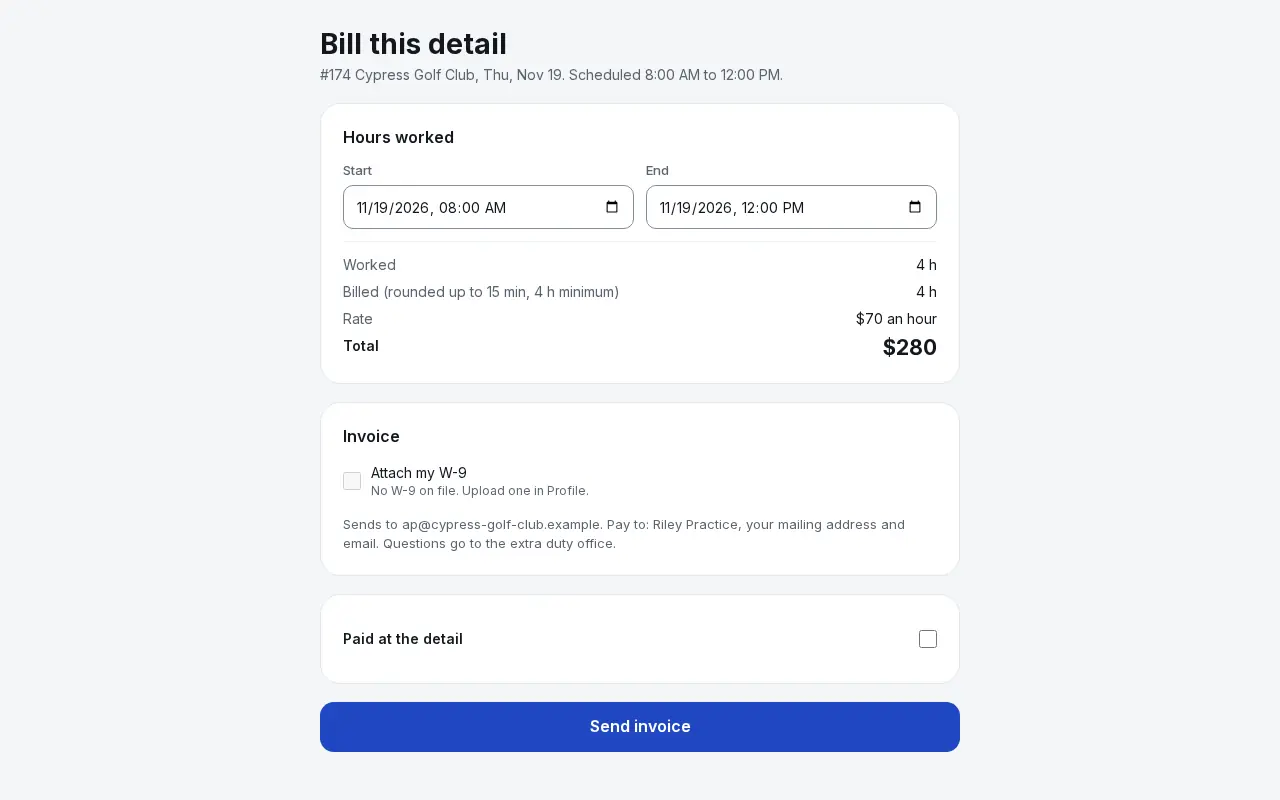 Bill this detail
#174 Cypress Golf Club, Thu, Nov 19. Scheduled 8:00 AM to 12:00 PM.
Hours worked
Start End
11/19/2026, 08:00 AM 11/19/2026, 12:00 PM
Worked 4 h
Billed (rounded up to 15 min, 4 h minimum) 4 h
Rate $70 an hour
Total $280
Invoice
Attach my W-9
No W-9 on file. Upload one in Profile.
Sends to ap@cypress-golf-club.example. Pay to: Riley Practice, your mailing address and
email. Questions go to the extra duty office.
Paid at the detail
Send invoice